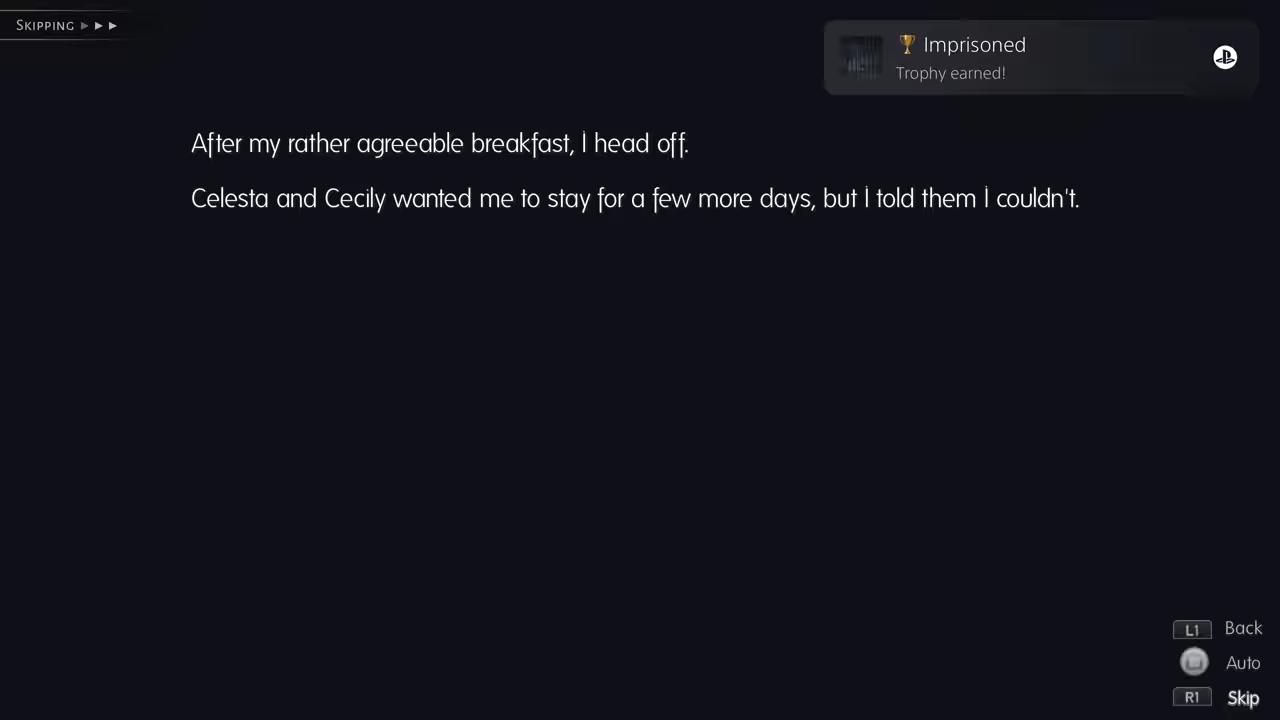 SKIPPING
Imprisoned
Trophy earned!
After my rather agreeable breakfast, I head off.
Celesta and Cecily wanted me to stay for a few more days, but I told them I couldn't.
L1 Back
Auto
R1 Skip